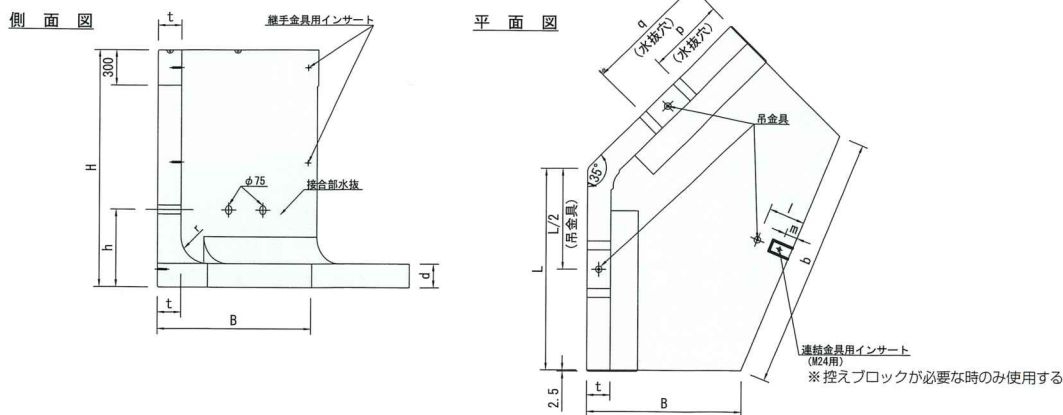 側面図
t
継手金具用インサート
300
H
φ75
接合部水抜
h
r
d
t
B
平面図
q
(水抜穴)
p
(水抜穴)
吊金具
135°
L/2
(吊金具)
L
l
m
b
連結金具用インサート
(M24用)
※控えブロックが必要な時のみ使用する
2.5
t
B